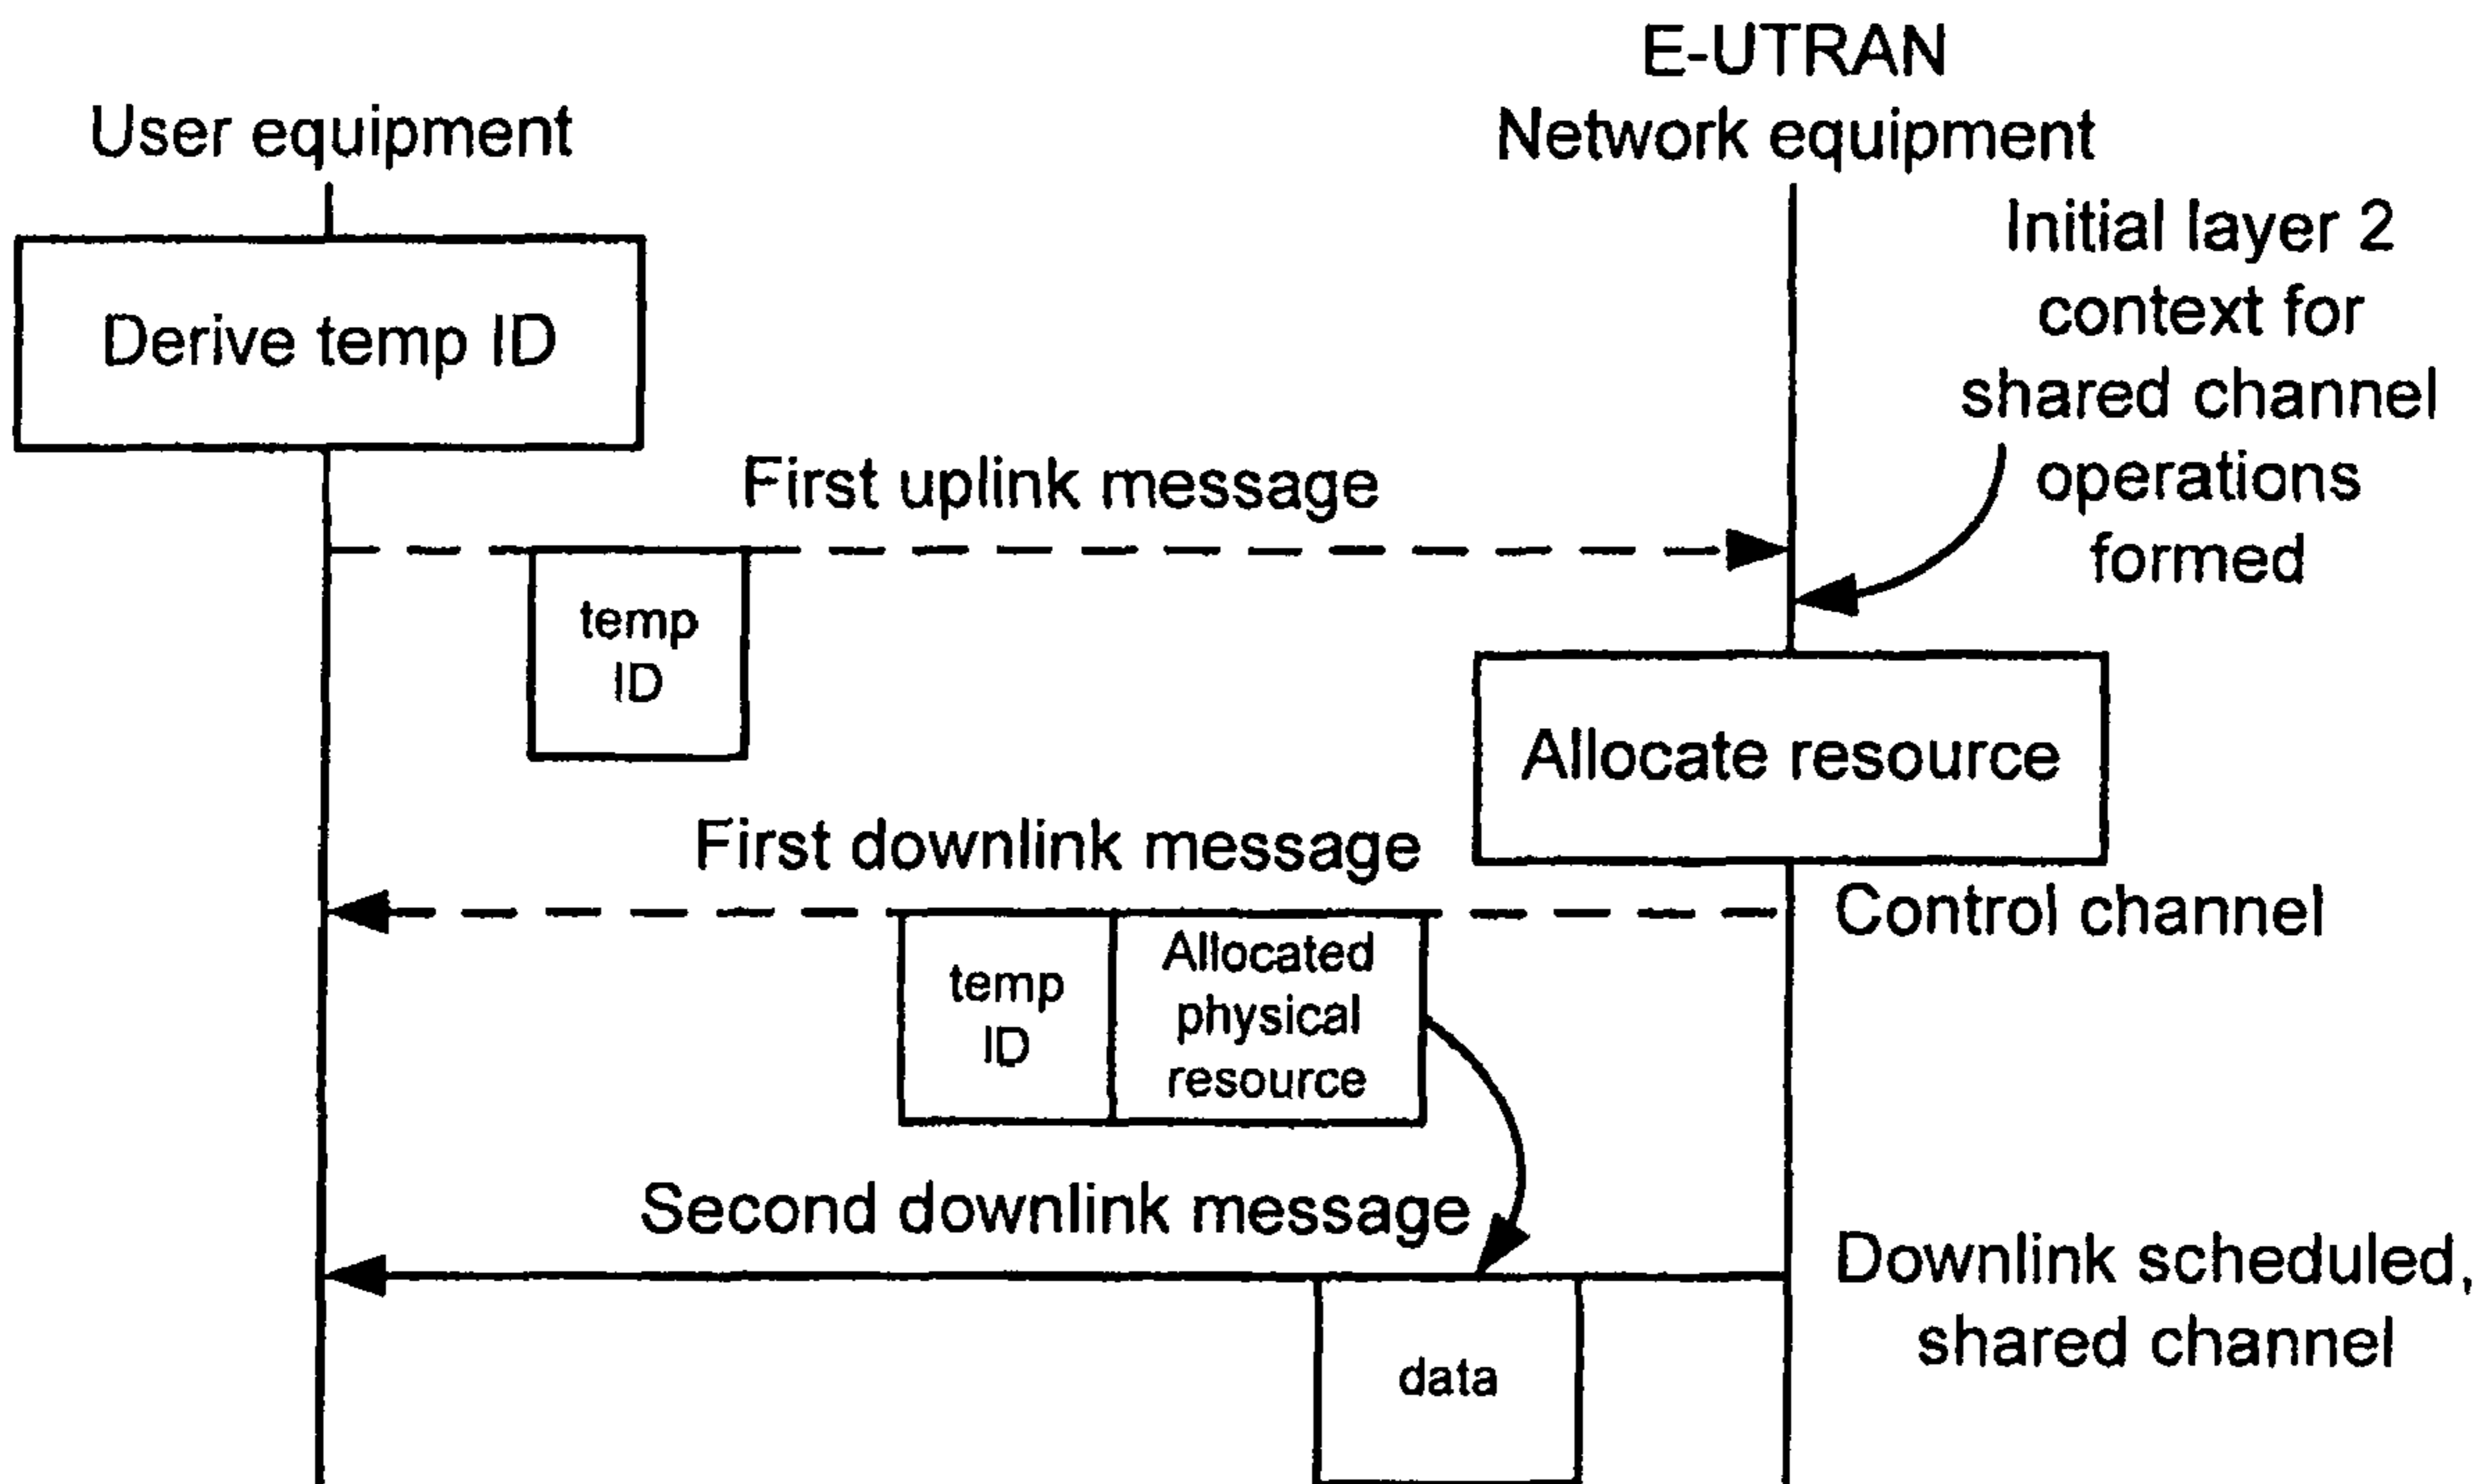 E-UTRAN
Network equipment
User equipment
Initial layer 2
context for
shared channel
operations
formed
Derive temp ID
First uplink message
temp
ID
Allocate resource
First downlink message
Control channel
temp
ID
Allocated
physical
resource
Second downlink message
Downlink scheduled,
shared channel
data